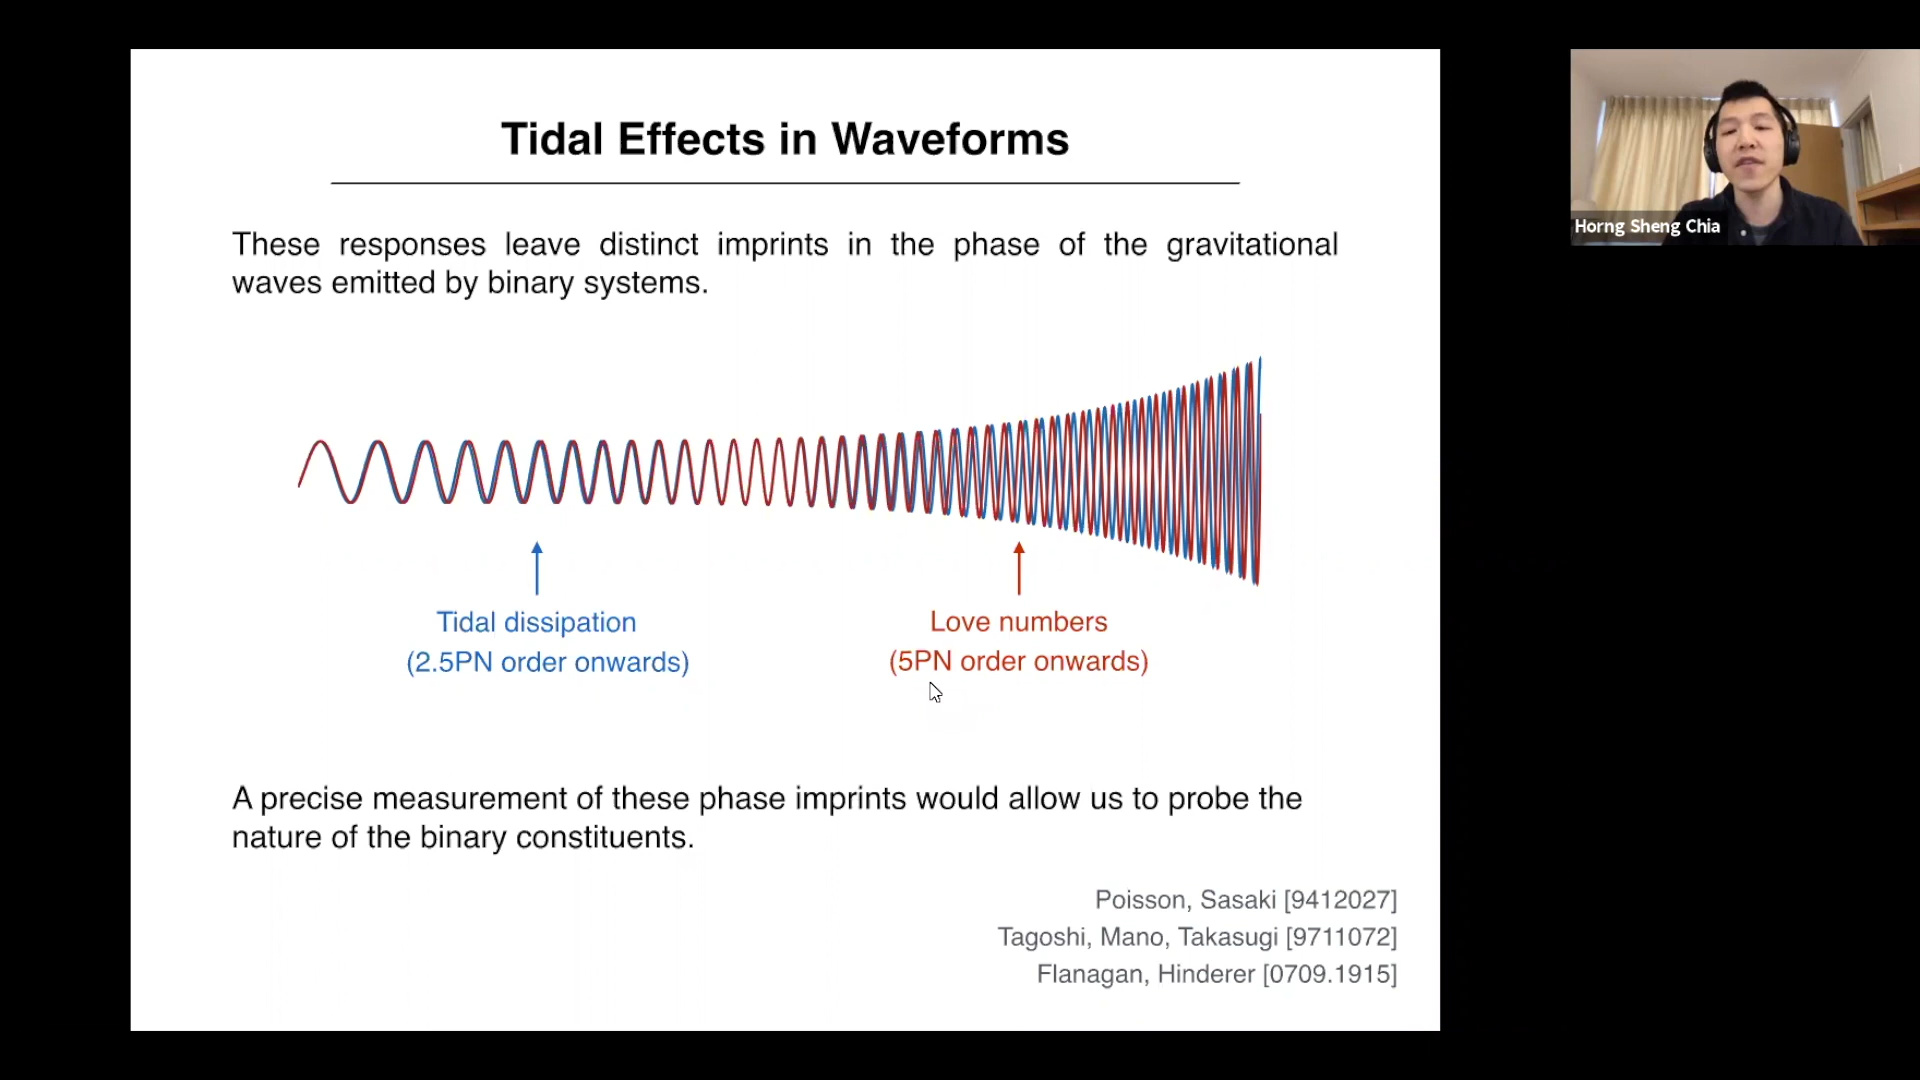 Tidal Effects in Waveforms
These responses leave distinct imprints in the phase of the gravitational
waves emitted by binary systems.
Tidal dissipation
(2.5PN order onwards)
Love numbers
(5PN order onwards)
A precise measurement of these phase imprints would allow us to probe the
nature of the binary constituents.
Poisson, Sasaki [9412027]
Tagoshi, Mano, Takasugi [9711072]
Flanagan, Hinderer [0709.1915]
Horng Sheng Chia